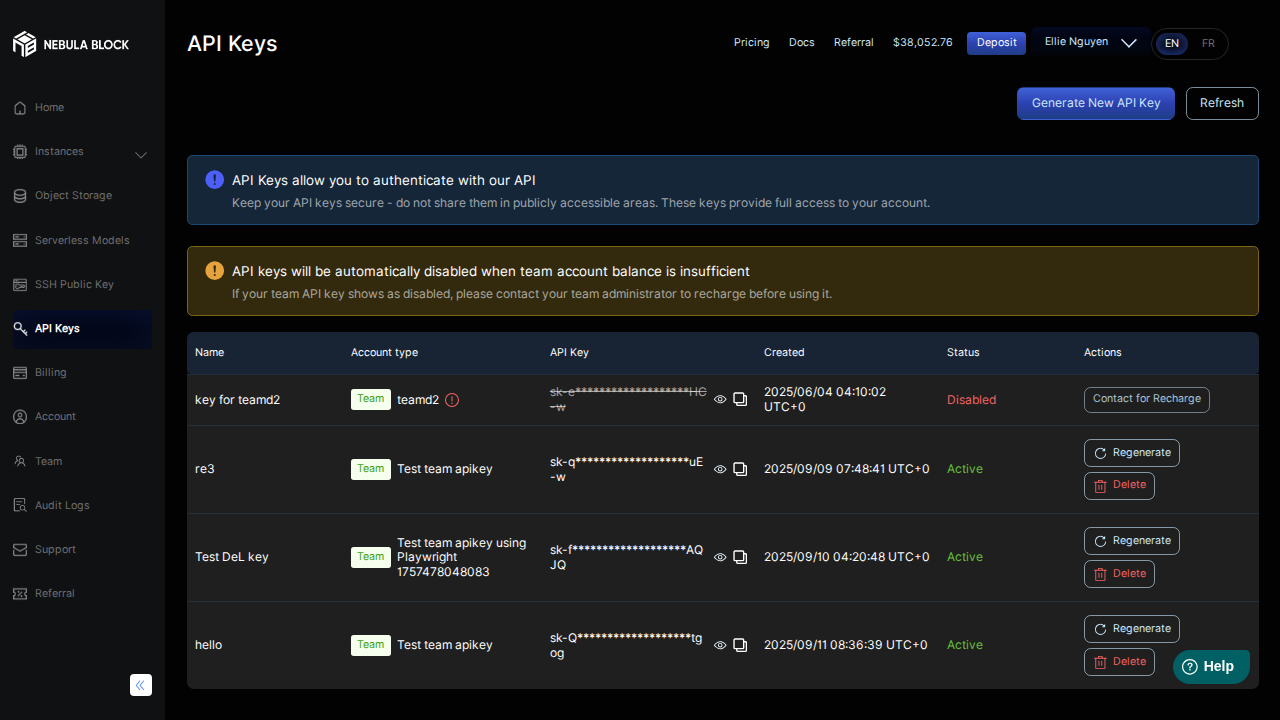 NEBULA BLOCK
API Keys
Pricing
Docs
Referral
$38,052.76
Deposit
Ellie Nguyen
EN
FR
Home
Instances
Object Storage
Serverless Models
SSH Public Key
API Keys
Billing
Account
Team
Audit Logs
Support
Referral
Generate New API Key
Refresh
API Keys allow you to authenticate with our API
Keep your API keys secure - do not share them in publicly accessible areas. These keys provide full access to your account.
API keys will be automatically disabled when team account balance is insufficient
If your team API key shows as disabled, please contact your team administrator to recharge before using it.
Name
Account type
API Key
Created
Status
Actions
key for teamd2
Team
teamd2
sk-e*******************HC
-w
2025/06/04 04:10:02
UTC+0
Disabled
Contact for Recharge
re3
Team
Test team apikey
sk-q*******************uE
-w
2025/09/09 07:48:41 UTC+0
Active
Regenerate
Delete
Test DeL key
Team
Test team apikey using
Playwright
1757478048083
sk-f*******************AQ
JQ
2025/09/10 04:20:48 UTC+0
Active
Regenerate
Delete
hello
Team
Test team apikey
sk-Q*******************tg
og
2025/09/11 08:36:39 UTC+0
Active
Regenerate
Delete
Help